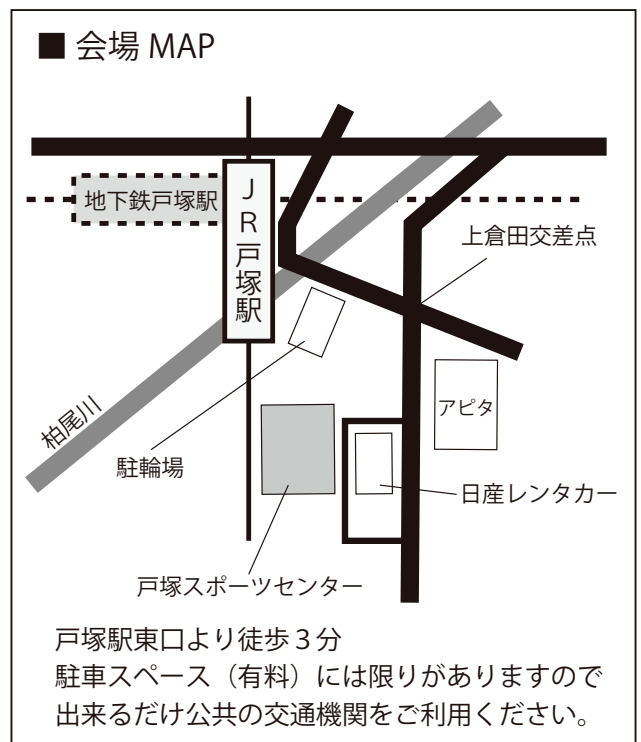 ■ 会場 MAP
地下鉄戸塚駅
JR戸塚駅
上倉田交差点
アピタ
柏尾川
駐輪場
日産レンタカー
戸塚スポーツセンター
戸塚駅東口より徒歩３分
駐車スペース（有料）には限りがありますので
出来るだけ公共の交通機関をご利用ください。